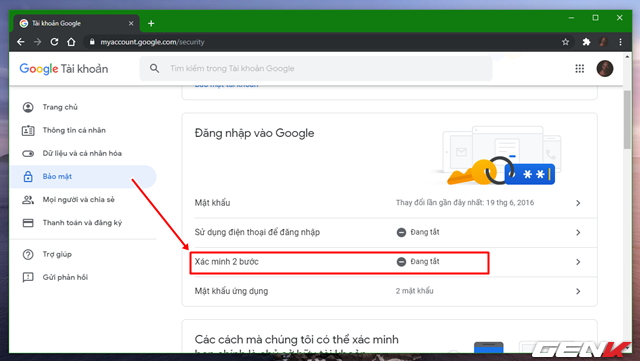 Tài khoản Google
myaccount.google.com/security
Google Tài khoản
Tìm kiếm trong Tài khoản Google
Trang chủ
Thông tin cá nhân
Dữ liệu và cá nhân hóa
Bảo mật
Mọi người và chia sẻ
Thanh toán và đăng ký
Trợ giúp
Gửi phản hồi
Đăng nhập vào Google
Mật khẩu Thay đổi lần gần đây nhất: 19 thg 6, 2016
Sử dụng điện thoại để đăng nhập Đang tắt
Xác minh 2 bước Đang tắt
Mật khẩu ứng dụng 2 mật khẩu
Các cách mà chúng tôi có thể xác minh
GENK